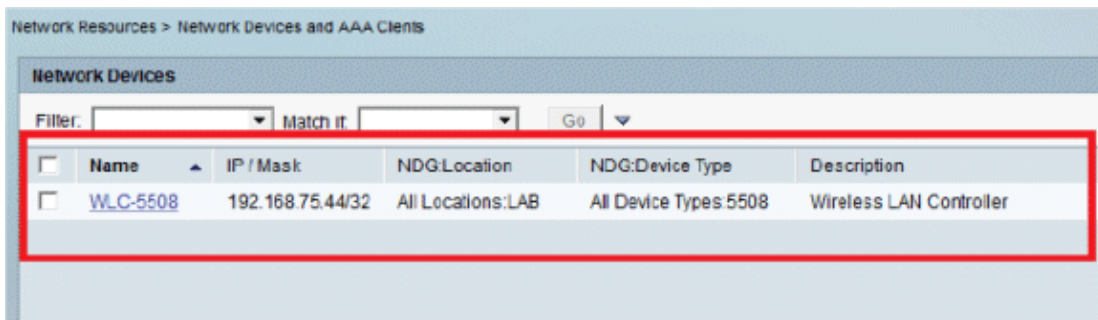 Network Resources > Network Devices and AAA Clients
Network Devices
Filter: Match if: Go
Name IP / Mask NDG:Location NDG:Device Type Description
WLC-5508 192.168.75.44/32 All Locations:LAB All Device Types:5508 Wireless LAN Controller